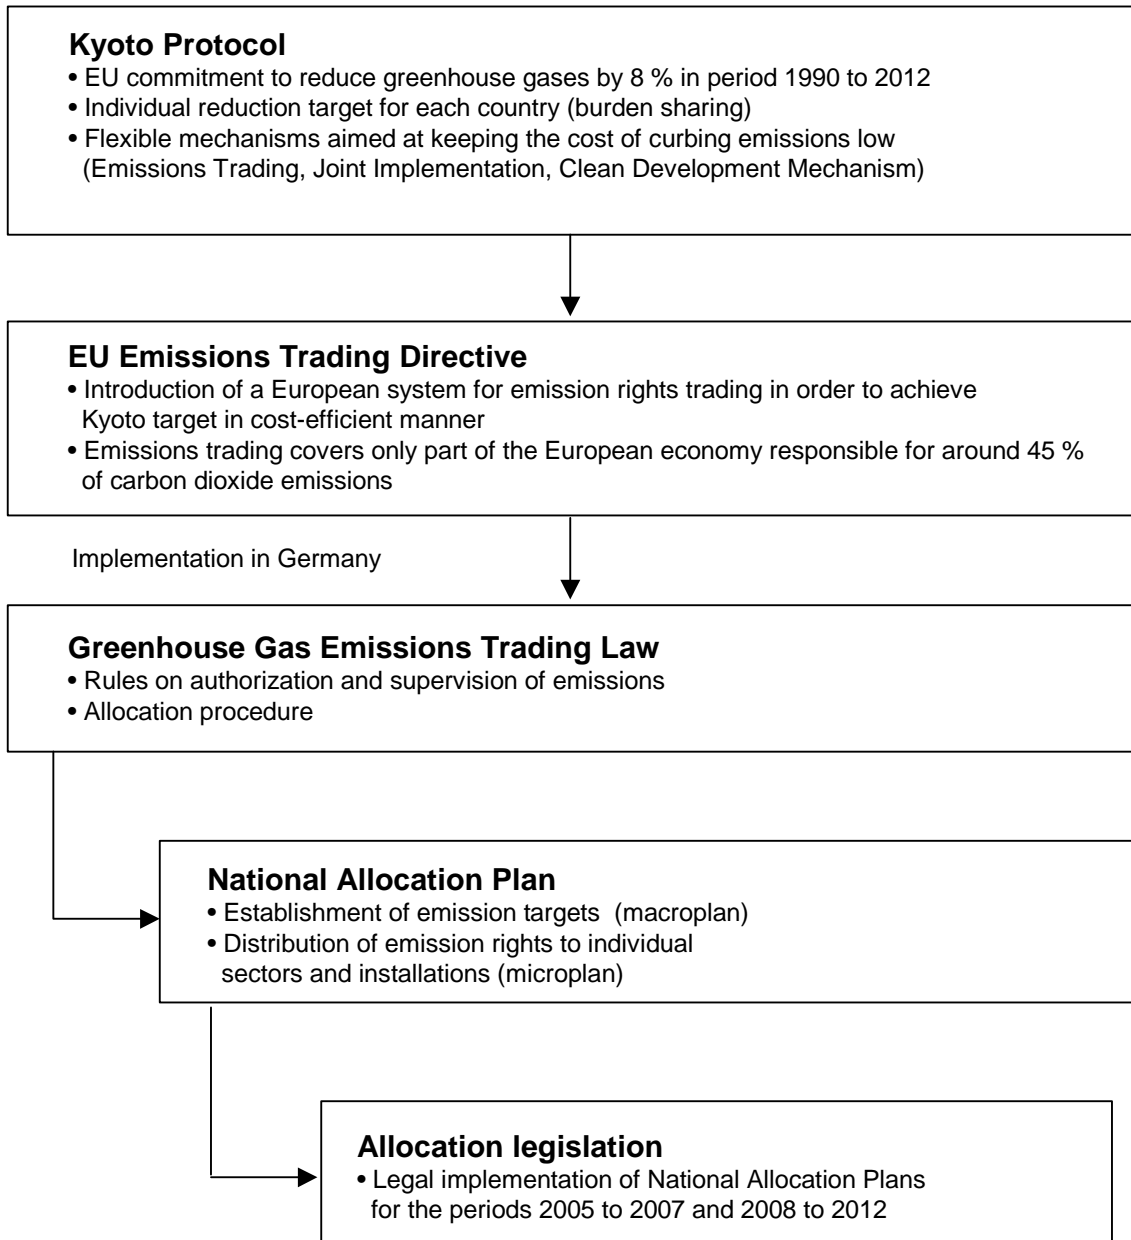 Kyoto Protocol
• EU commitment to reduce greenhouse gases by 8 % in period 1990 to 2012
• Individual reduction target for each country (burden sharing)
• Flexible mechanisms aimed at keeping the cost of curbing emissions low
(Emissions Trading, Joint Implementation, Clean Development Mechanism)
EU Emissions Trading Directive
• Introduction of a European system for emission rights trading in order to achieve
Kyoto target in cost-efficient manner
• Emissions trading covers only part of the European economy responsible for around 45 %
of carbon dioxide emissions
Implementation in Germany
Greenhouse Gas Emissions Trading Law
• Rules on authorization and supervision of emissions
• Allocation procedure
National Allocation Plan
• Establishment of emission targets (macroplan)
• Distribution of emission rights to individual
sectors and installations (microplan)
Allocation legislation
• Legal implementation of National Allocation Plans
for the periods 2005 to 2007 and 2008 to 2012